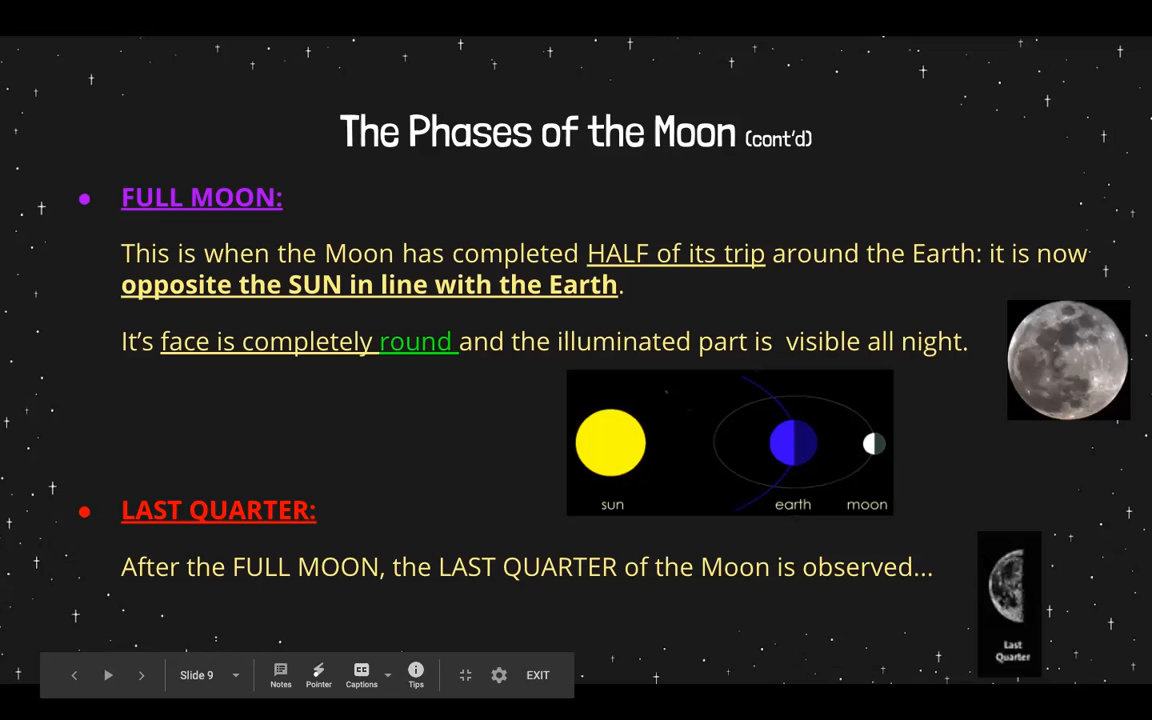 The Phases of the Moon (cont'd)
● FULL MOON:
This is when the Moon has completed HALF of its trip around the Earth: it is now
opposite the SUN in line with the Earth.
It's face is completely round and the illuminated part is visible all night.
sun earth moon
● LAST QUARTER:
After the FULL MOON, the LAST QUARTER of the Moon is observed...
Last
Quarter
Slide 9 Notes Pointer Captions Tips EXIT